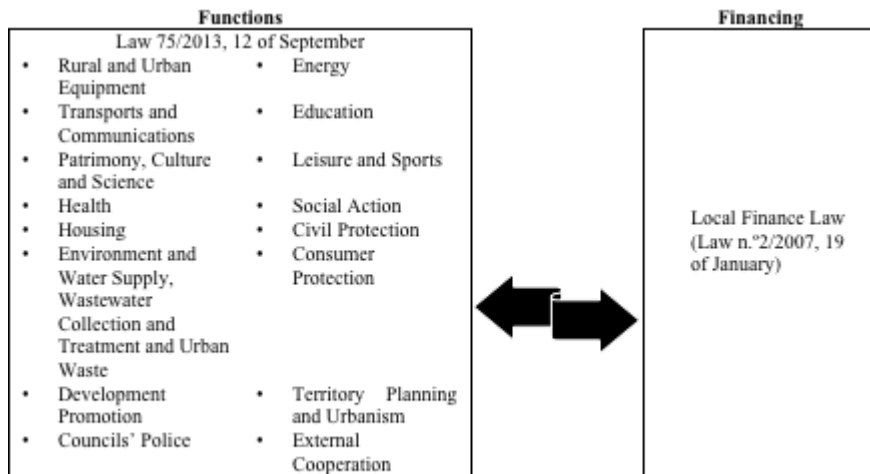 Functions
Law 75/2013, 12 of September
• Rural and Urban
Equipment
• Energy
• Transports and
Communications
• Education
• Patrimony, Culture
and Science
• Leisure and Sports
• Health
• Social Action
• Housing
• Civil Protection
• Environment and
Water Supply,
Wastewater
Collection and
Treatment and Urban
Waste
• Consumer
Protection
• Development
Promotion
• Territory Planning
and Urbanism
• Councils' Police
• External
Cooperation
Financing
Local Finance Law
(Law n.º2/2007, 19
of January)